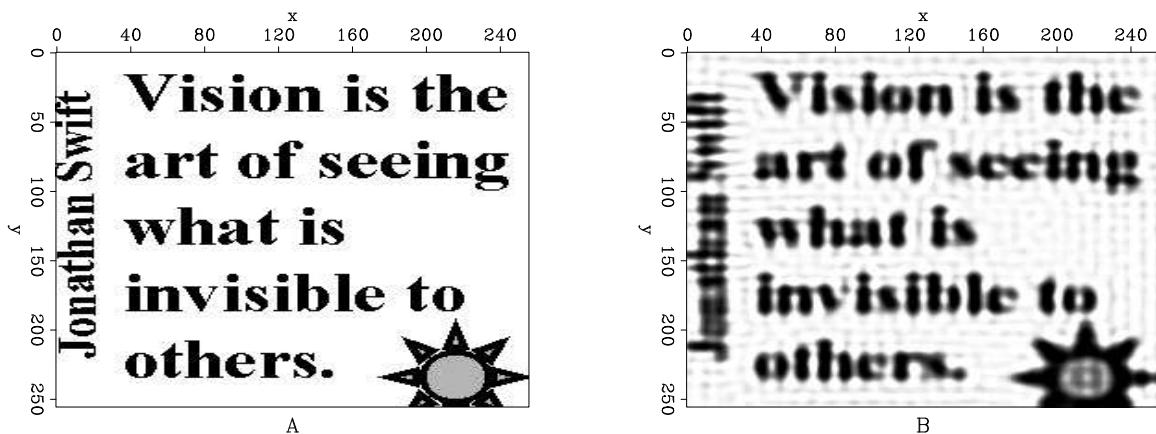 x
0 40 80 120 160 200 240
0 50 100 150 200 250
y
Jonathan Swift
Vision is the
art of seeing
what is
invisible to
others.
A
x
0 40 80 120 160 200 240
0 50 100 150 200 250
y
Vision is the
art of seeing
what is
invisible to
others.
B